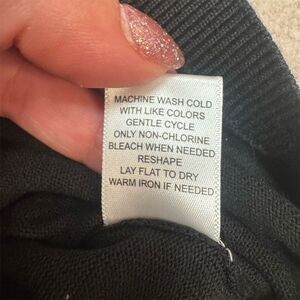 MACHINE WASH COLD
WITH LIKE COLORS
GENTLE CYCLE
ONLY NON-CHLORINE
BLEACH WHEN NEEDED
RESHAPE
LAY FLAT TO DRY
WARM IRON IF NEEDED